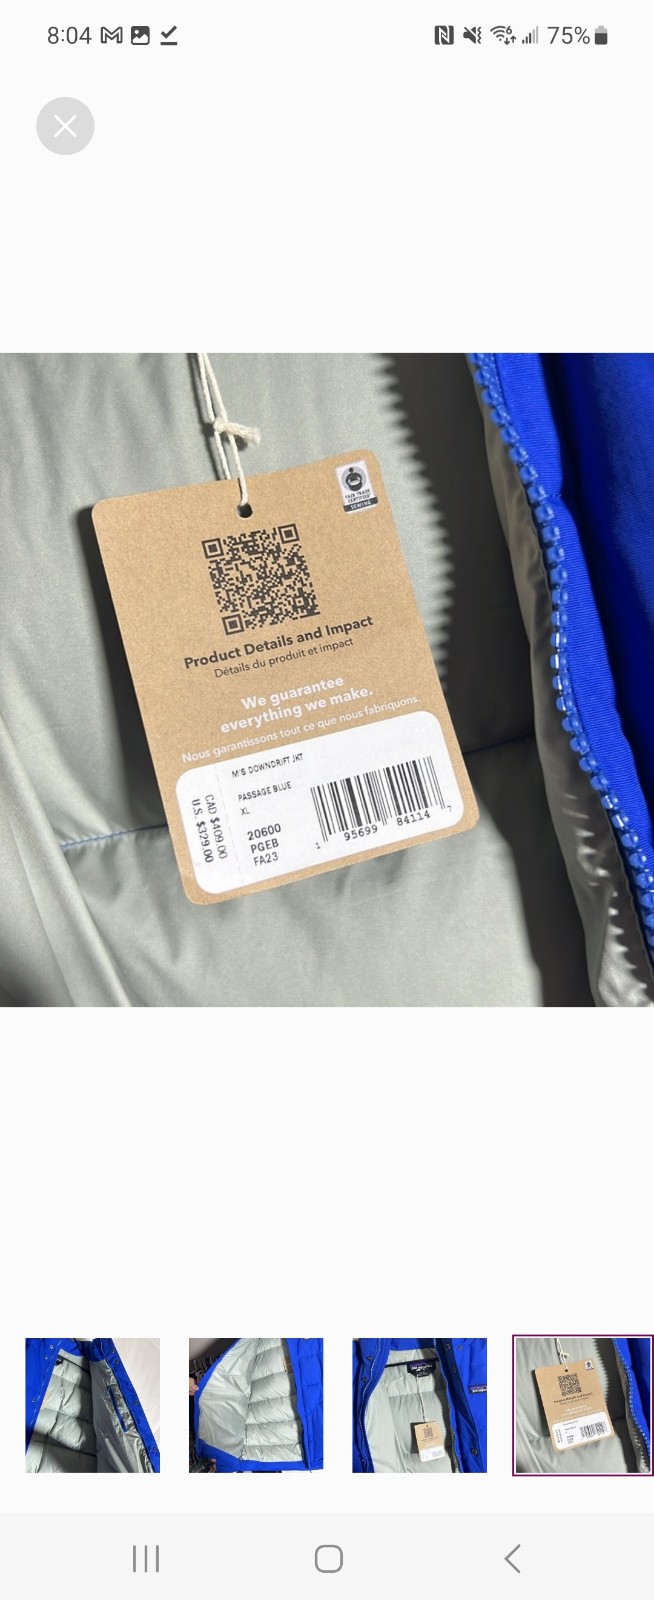 8:04
75%
FAIR TRADE
CERTIFIED
SEWING
Product Details and Impact
Détails du produit et impact
We guarantee
everything we make.
Nous garantissons tout ce que nous fabriquons.
M'S DOWNDRIFT JKT
PASSAGE BLUE
XL
20600
PGEB
FA23
CAD $409.00
U.S. $329.00
1 95699 84114 7